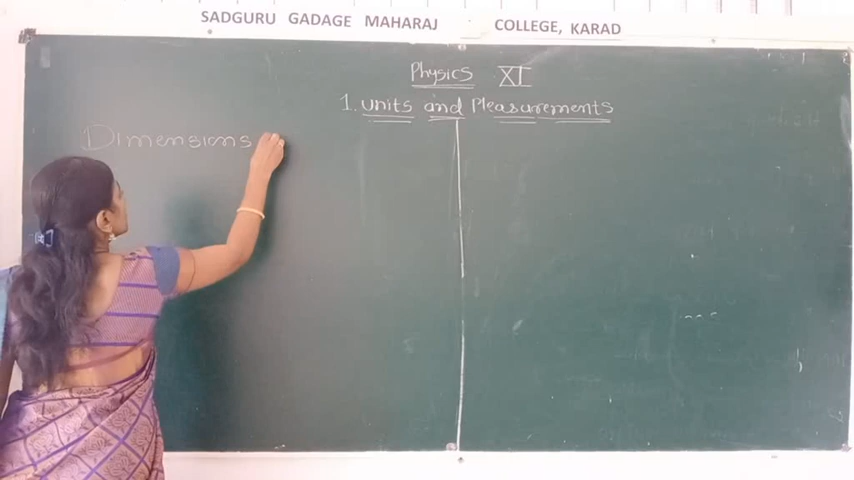 SADGURU GADAGE MAHARAJ COLLEGE, KARAD
Physics XI
1. Units and Measurements
Dimensions